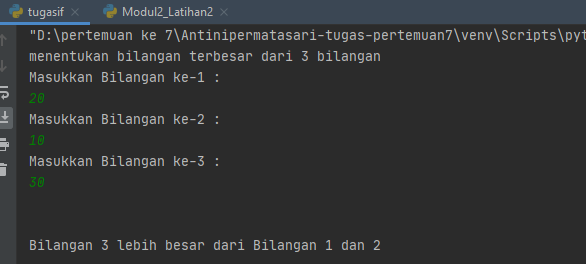 tugasif
Modul2_Latihan2
"D:\pertemuan ke 7\Antinipermatasari-tugas-pertemuan7\venv\Scripts\pyt
menentukan bilangan terbesar dari 3 bilangan
Masukkan Bilangan ke-1 :
20
Masukkan Bilangan ke-2 :
10
Masukkan Bilangan ke-3 :
30
Bilangan 3 lebih besar dari Bilangan 1 dan 2